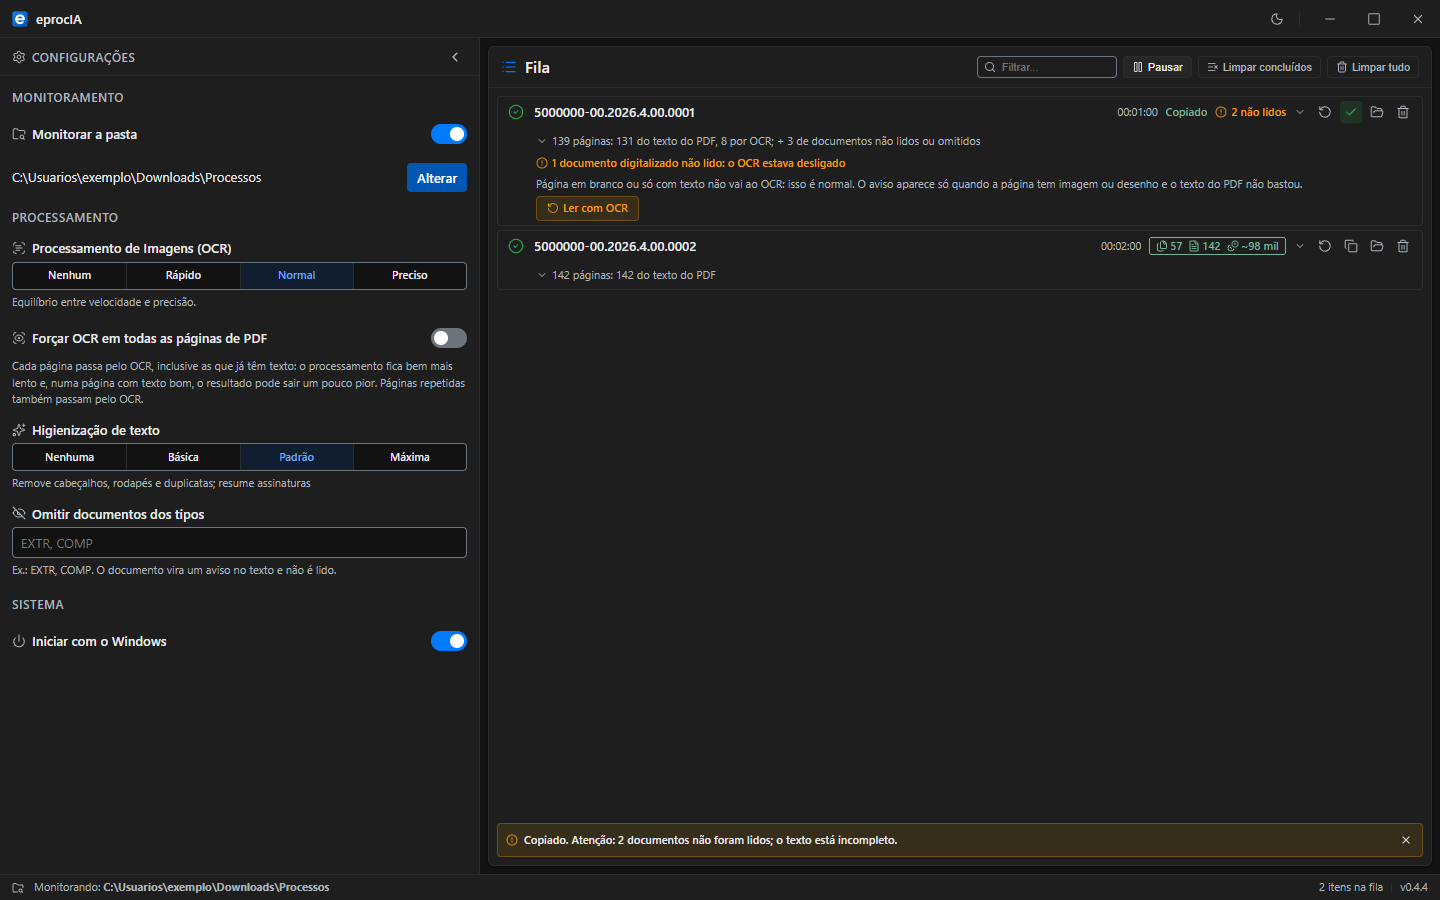 eprocIA
CONFIGURAÇÕES
MONITORAMENTO
Monitorar a pasta
C:\Usuarios\exemplo\Downloads\Processos
Alterar
PROCESSAMENTO
Processamento de Imagens (OCR)
Nenhum Rápido Normal Preciso
Equilíbrio entre velocidade e precisão.
Forçar OCR em todas as páginas de PDF
Cada página passa pelo OCR, inclusive as que já têm texto: o processamento fica bem mais
lento e, numa página com texto bom, o resultado pode sair um pouco pior. Páginas repetidas
também passam pelo OCR.
Higienização de texto
Nenhuma Básica Padrão Máxima
Remove cabeçalhos, rodapés e duplicatas; resume assinaturas
Omitir documentos dos tipos
EXTR, COMP
Ex.: EXTR, COMP. O documento vira um aviso no texto e não é lido.
SISTEMA
Iniciar com o Windows
Fila
Filtrar... Pausar Limpar concluídos Limpar tudo
5000000-00.2026.4.00.0001 00:01:00 Copiado 2 não lidos
139 páginas: 131 do texto do PDF, 8 por OCR; + 3 de documentos não lidos ou omitidos
1 documento digitalizado não lido: o OCR estava desligado
Página em branco ou só com texto não vai ao OCR: isso é normal. O aviso aparece só quando a página tem imagem ou desenho e o texto do PDF não bastou.
Ler com OCR
5000000-00.2026.4.00.0002 00:02:00 57 142 ~98 mil
142 páginas: 142 do texto do PDF
Copiado. Atenção: 2 documentos não foram lidos; o texto está incompleto.
Monitorando: C:\Usuarios\exemplo\Downloads\Processos
2 itens na fila v0.4.4